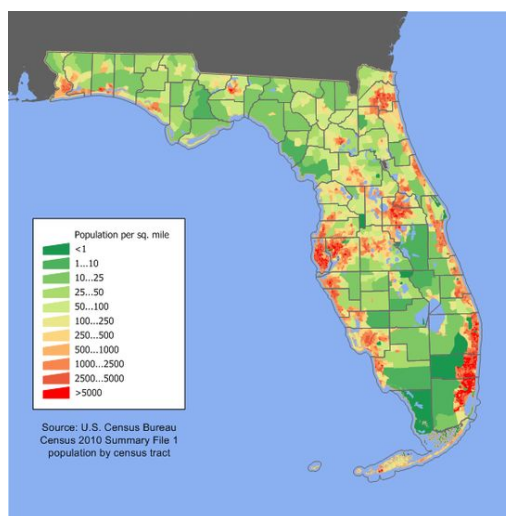 Population per sq. mile
<1
1...10
10...25
25...50
50...100
100...250
250...500
500...1000
1000...2500
2500...5000
>5000
Source: U.S. Census Bureau
Census 2010 Summary File 1
population by census tract